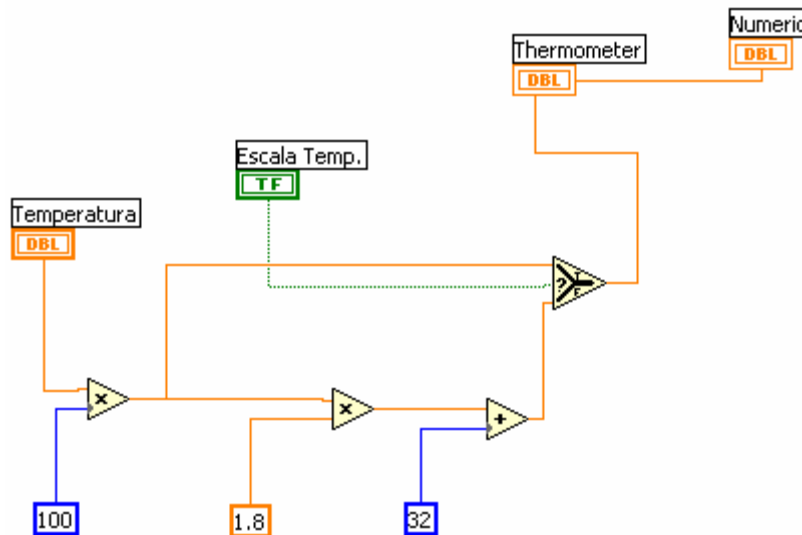 Numeric
DBL
Thermometer
DBL
Escala Temp.
TF
Temperatura
DBL
?
T
F
x
x
+
100
1.8
32